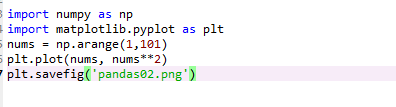 import numpy as np
import matplotlib.pyplot as plt
nums = np.arange(1,101)
plt.plot(nums, nums**2)
plt.savefig('pandas02.png')